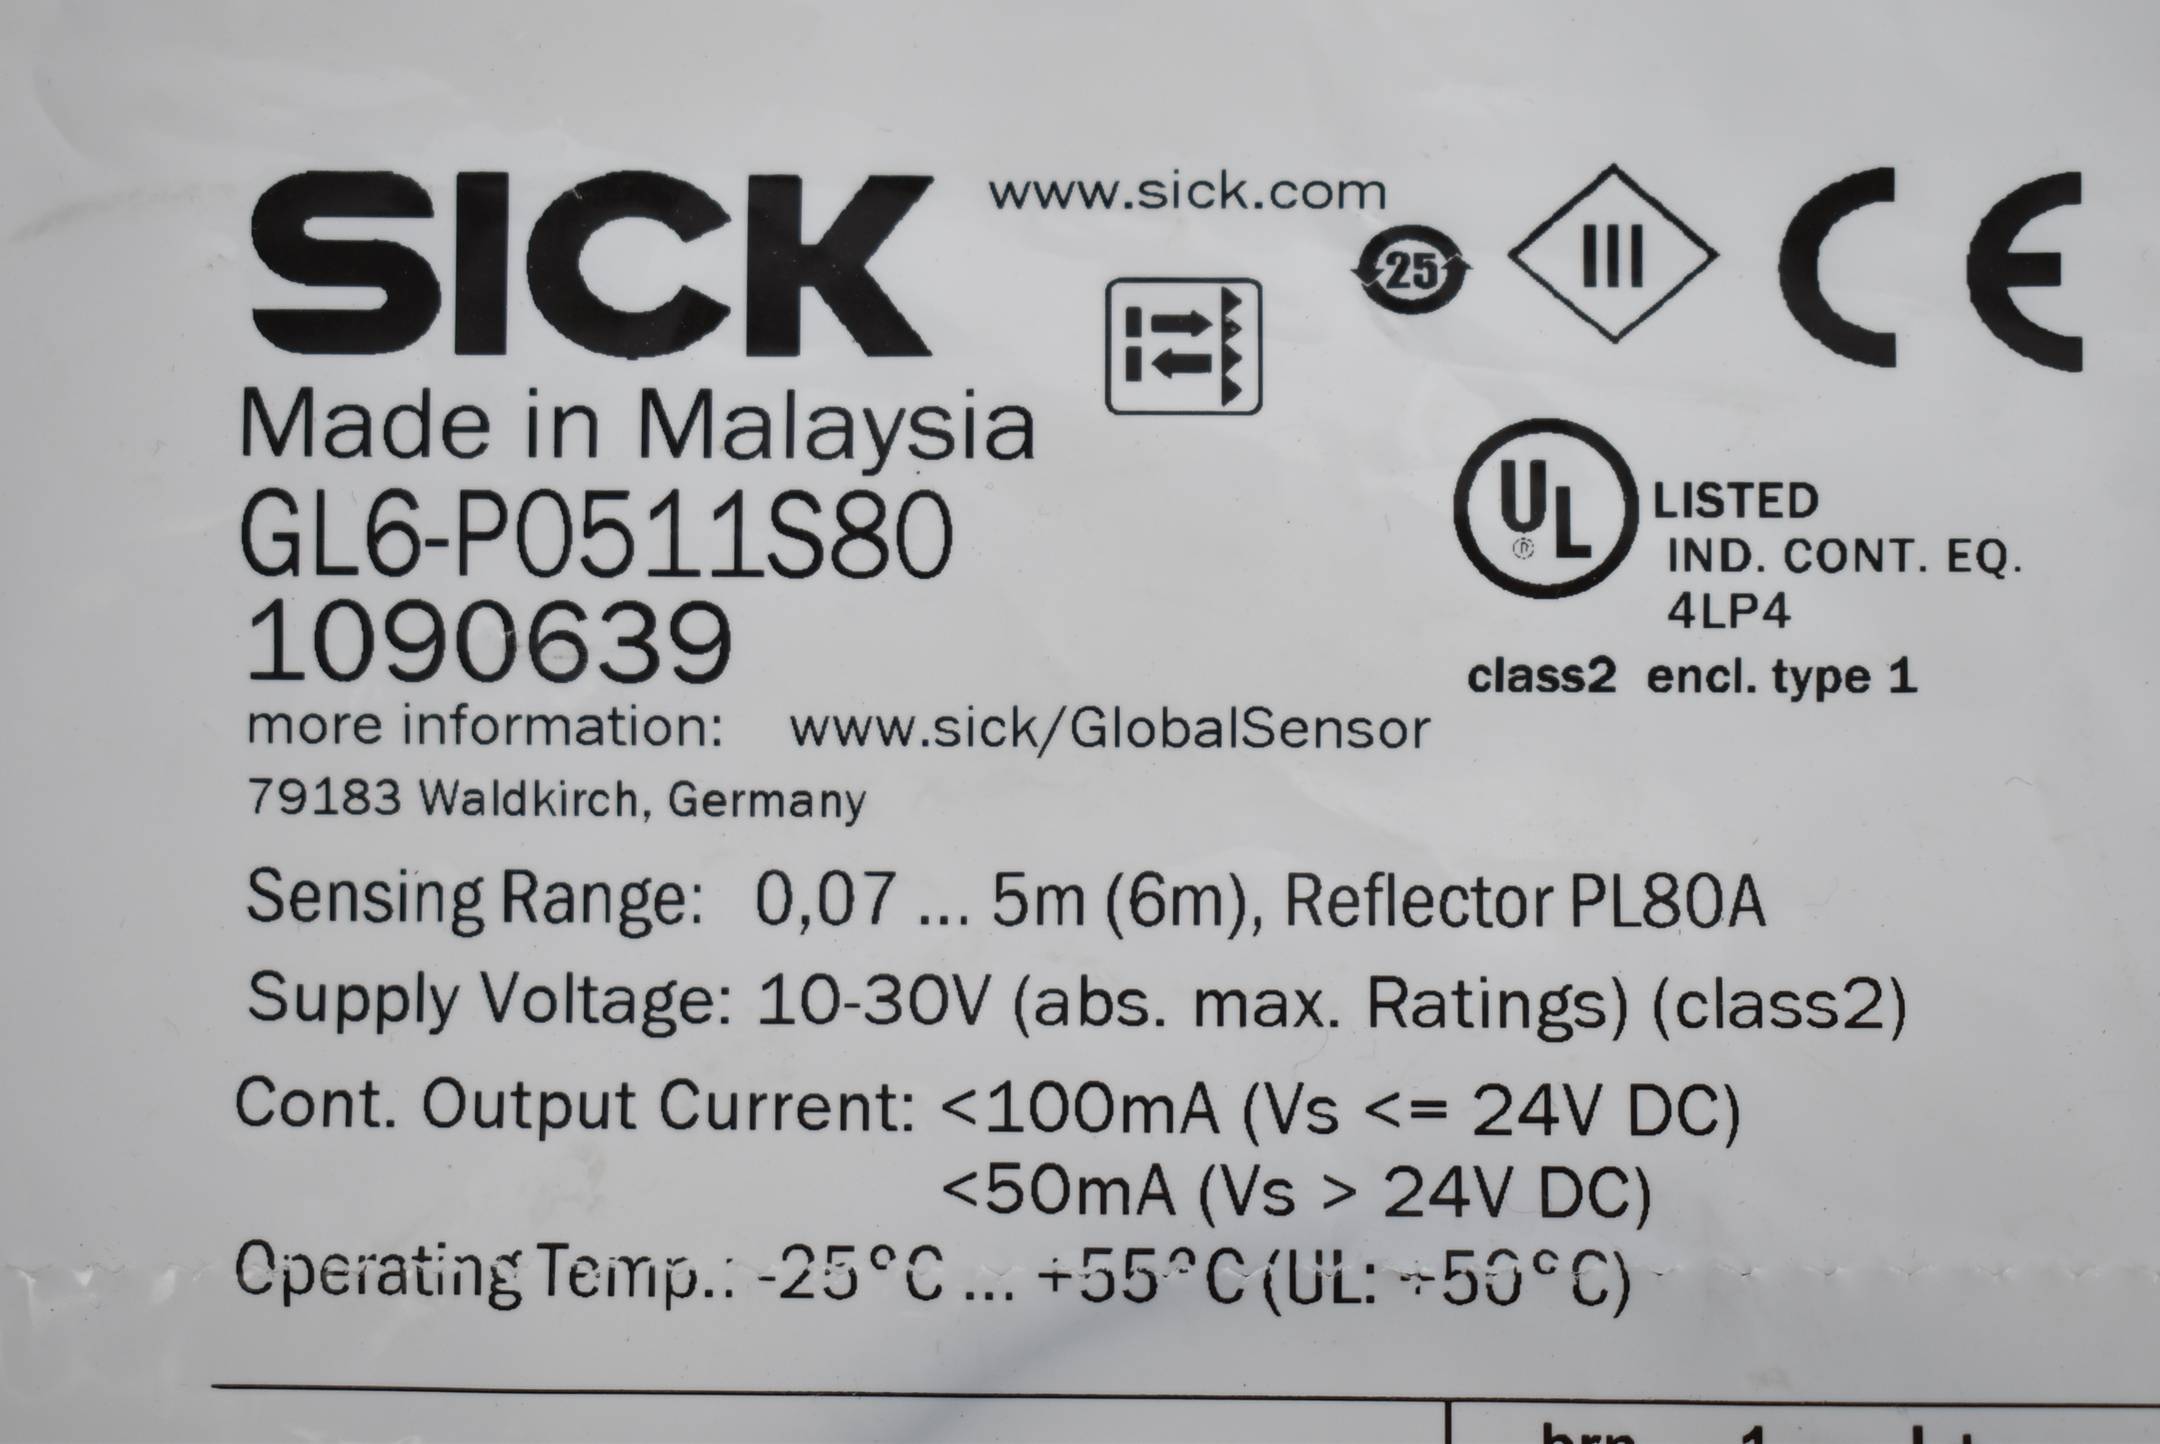 SICK
www.sick.com
25
III
CE
Made in Malaysia
GL6-P0511S80
1090639
UL ®
LISTED
IND. CONT. EQ.
4LP4
class2 encl. type 1
more information: www.sick/GlobalSensor
79183 Waldkirch, Germany
Sensing Range: 0,07 ... 5m (6m), Reflector PL80A
Supply Voltage: 10-30V (abs. max. Ratings) (class2)
Cont. Output Current: <100mA (Vs <= 24V DC)
<50mA (Vs > 24V DC)
Operating Temp.: -25°C ... +55°C (UL: +50°C)
brn 1